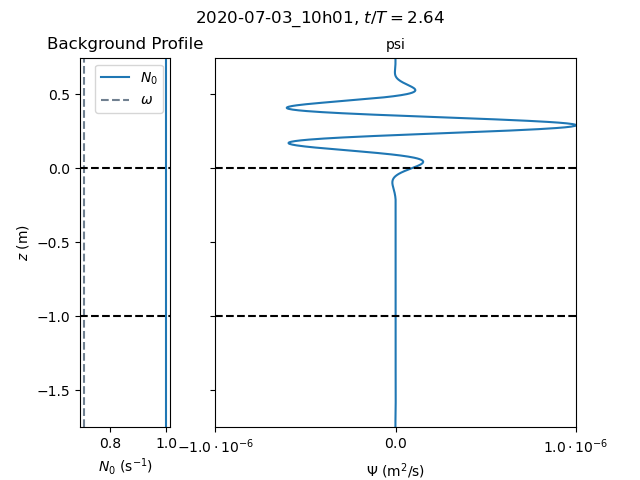 2020-07-03_10h01, t/T = 2.64
Background Profile
psi
N₀
ω
0.5
0.0
−0.5
−1.0
−1.5
z (m)
0.8
1.0
−1.0 · 10⁻⁶
0.0
1.0 · 10⁻⁶
N₀ (s⁻¹)
Ψ (m²/s)